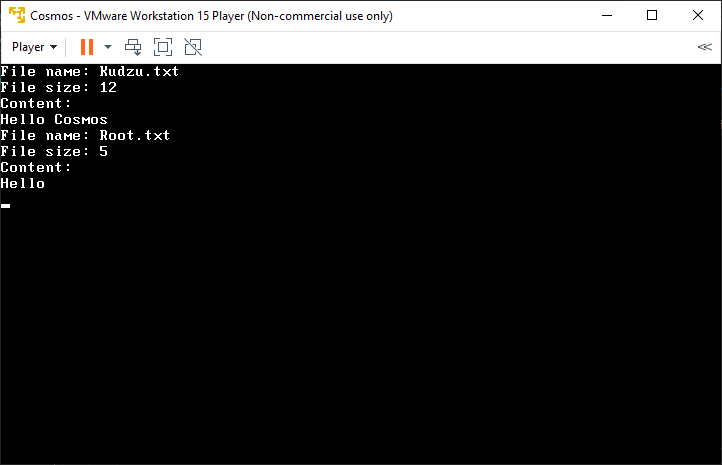 Cosmos - VMware Workstation 15 Player (Non-commercial use only)
Player
File name: Kudzu.txt
File size: 12
Content:
Hello Cosmos
File name: Root.txt
File size: 5
Content:
Hello